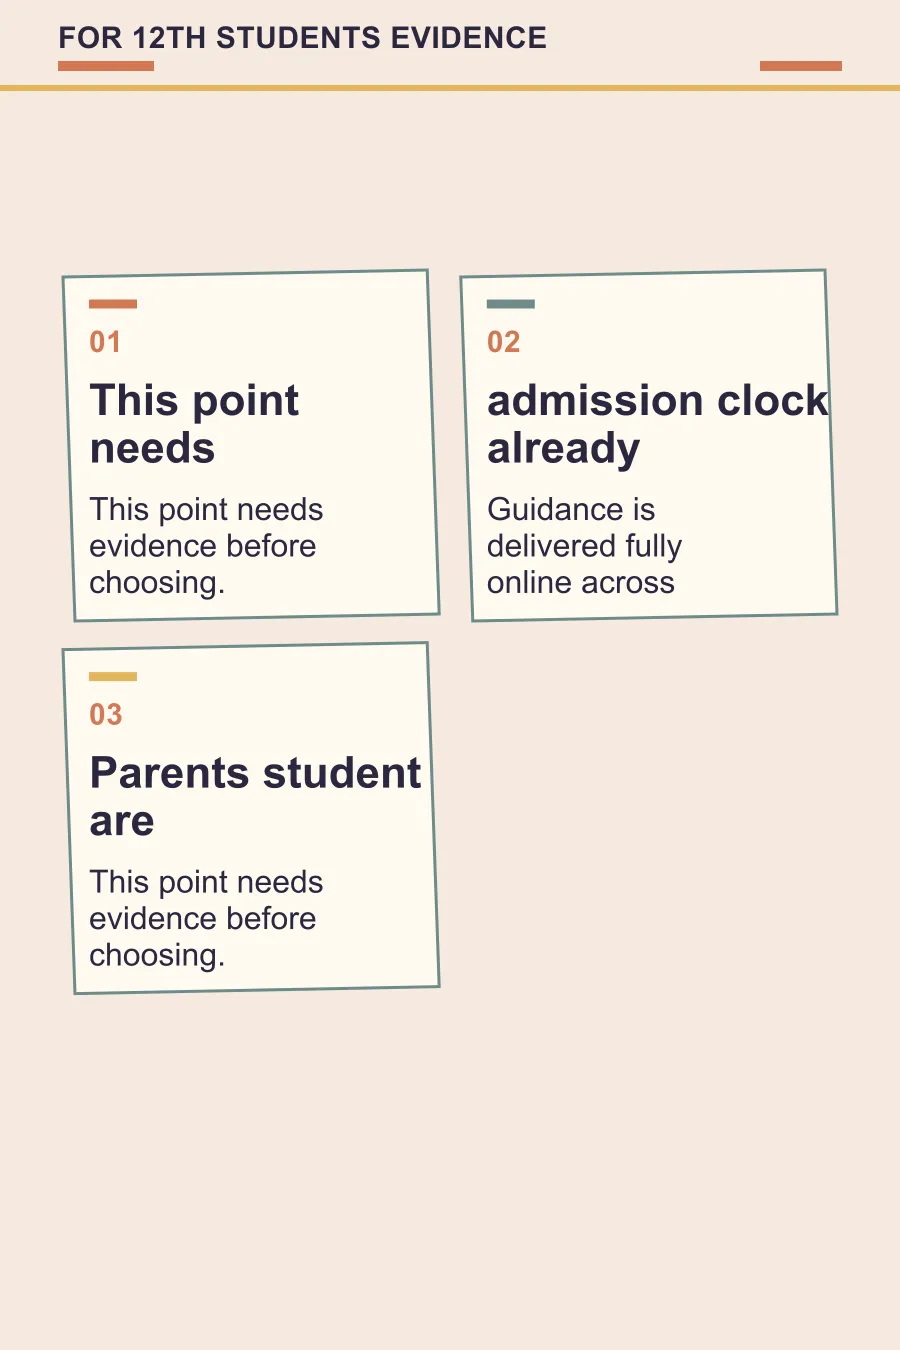 FOR 12TH STUDENTS EVIDENCE
01
This point
needs
This point needs
evidence before
choosing.
02
admission clock
already
Guidance is
delivered fully
online across
03
Parents student
are
This point needs
evidence before
choosing.